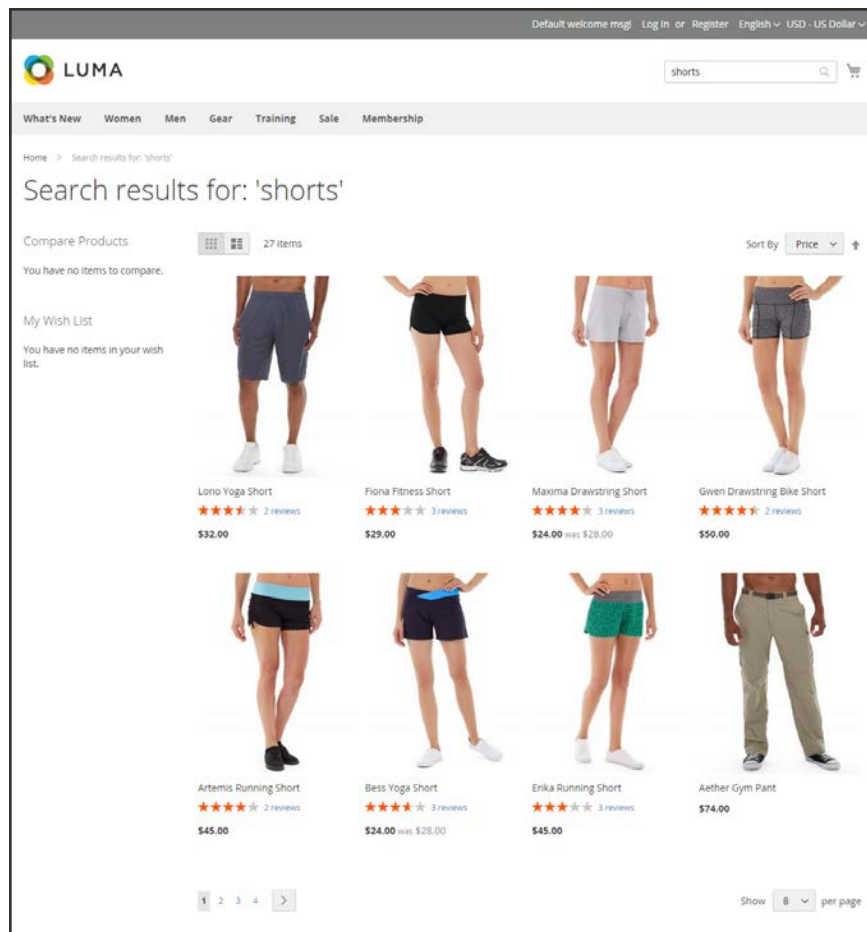 Default welcome msg! Log in or Register English USD - US Dollar
LUMA
shorts
What's New Women Men Gear Training Sale Membership
Home > Search results for: 'shorts'
Search results for: 'shorts'
Compare Products
You have no items to compare.
My Wish List
You have no items in your wish
list.
27 items
Sort By Price
Lono Yoga Short
2 reviews
$32.00
Fiona Fitness Short
3 reviews
$29.00
Maxima Drawstring Short
3 reviews
$24.00 was $28.00
Gwen Drawstring Bike Short
2 reviews
$50.00
Artemis Running Short
2 reviews
$45.00
Bess Yoga Short
3 reviews
$24.00 was $28.00
Erika Running Short
3 reviews
$45.00
Aether Gym Pant
$74.00
1 2 3 4 >
Show 8 per page